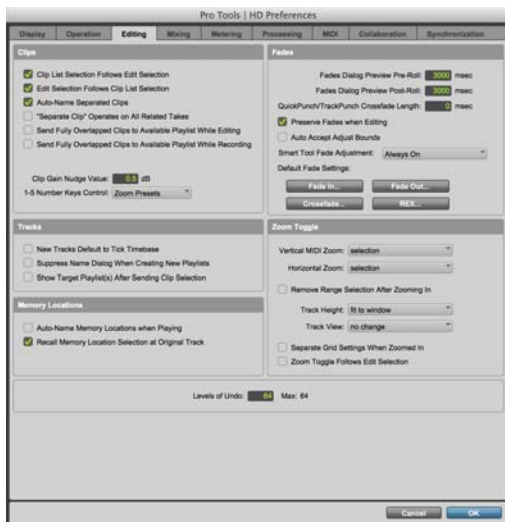 Pro Tools | HD Preferences
Display Operation Editing Mixing Metering Processing MIDI Collaboration Synchronization
Clips
Clip List Selection Follows Edit Selection
Edit Selection Follows Clip List Selection
Auto-Name Separated Clips
"Separate Clip" Operates on All Related Takes
Send Fully Overlapped Clips to Available Playlist While Editing
Send Fully Overlapped Clips to Available Playlist While Recording
Clip Gain Nudge Value: 0.5 dB
1-5 Number Keys Control: Zoom Presets
Tracks
New Tracks Default to Tick Timebase
Suppress Name Dialog When Creating New Playlists
Show Target Playlist(s) After Sending Clip Selection
Memory Locations
Auto-Name Memory Locations when Playing
Recall Memory Location Selection at Original Track
Fades
Fades Dialog Preview Pre-Roll: 3000 msec
Fades Dialog Preview Post-Roll: 3000 msec
QuickPunch/TrackPunch Crossfade Length: 0 msec
Preserve Fades when Editing
Auto Accept Adjust Bounds
Smart Tool Fade Adjustment: Always On
Default Fade Settings:
Fade In... Fade Out...
Crossfade... REX...
Zoom Toggle
Vertical MIDI Zoom: selection
Horizontal Zoom: selection
Remove Range Selection After Zooming In
Track Height: fit to window
Track View: no change
Separate Grid Settings When Zoomed In
Zoom Toggle Follows Edit Selection
Levels of Undo: 64 Max: 64
Cancel OK